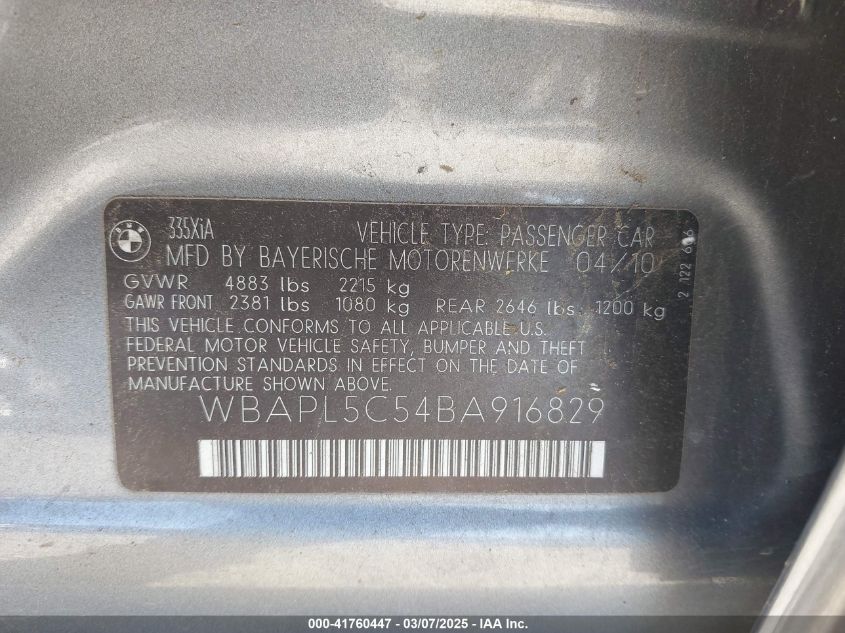 335XiA VEHICLE TYPE: PASSENGER CAR
MFD BY BAYERISCHE MOTORENWERKE 04/10
GVWR 4883 lbs 2215 kg
GAWR FRONT 2381 lbs 1080 kg REAR 2646 lbs 1200 kg
THIS VEHICLE CONFORMS TO ALL APPLICABLE U.S.
FEDERAL MOTOR VEHICLE SAFETY, BUMPER AND THEFT
PREVENTION STANDARDS IN EFFECT ON THE DATE OF
MANUFACTURE SHOWN ABOVE.
WBAPL5C54BA916829
2 122 6
000-41760447 - 03/07/2025 - IAA Inc.